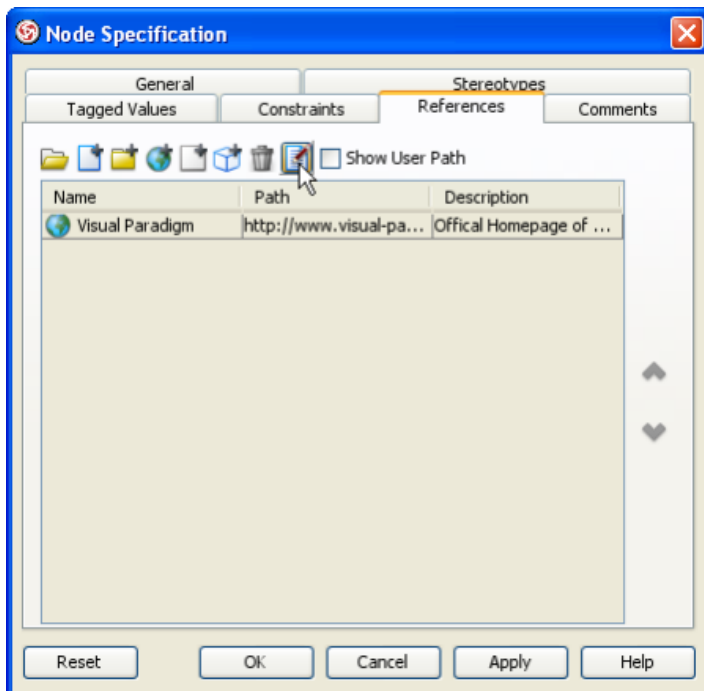 Node Specification
General Stereotypes
Tagged Values Constraints References Comments
Show User Path
Name Path Description
Visual Paradigm http://www.visual-pa... Offical Homepage of ...
Reset OK Cancel Apply Help